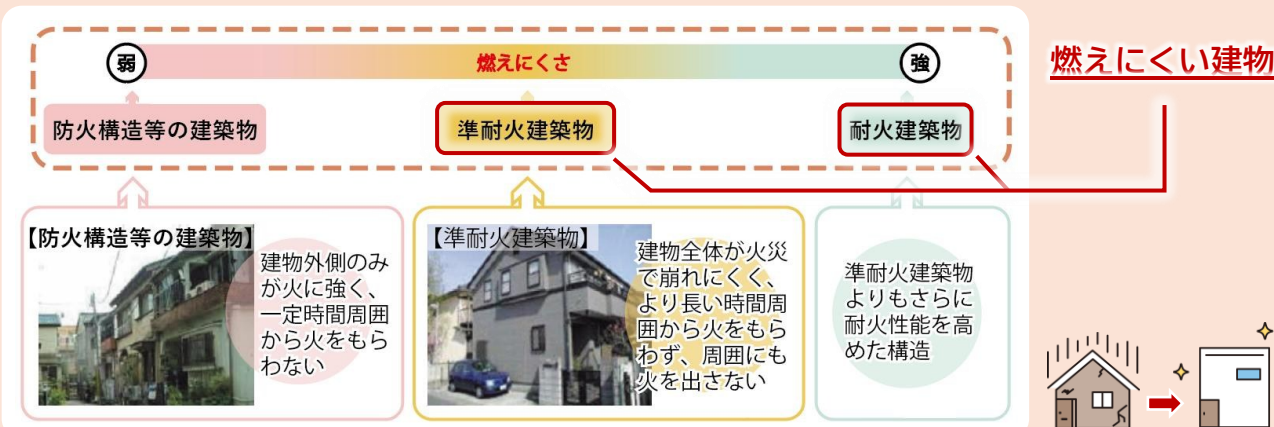 弱
燃えにくさ
強
燃えにくい建物
防火構造等の建築物
準耐火建築物
耐火建築物
【防火構造等の建築物】
建物外側のみ
が火に強く、
一定時間周囲
から火をもら
わない
【準耐火建築物】
建物全体が火災
で崩れにくく、
より長い時間周
囲から火をもら
わず、周囲にも
火を出さない
準耐火建築物
よりもさらに
耐火性能を高
めた構造